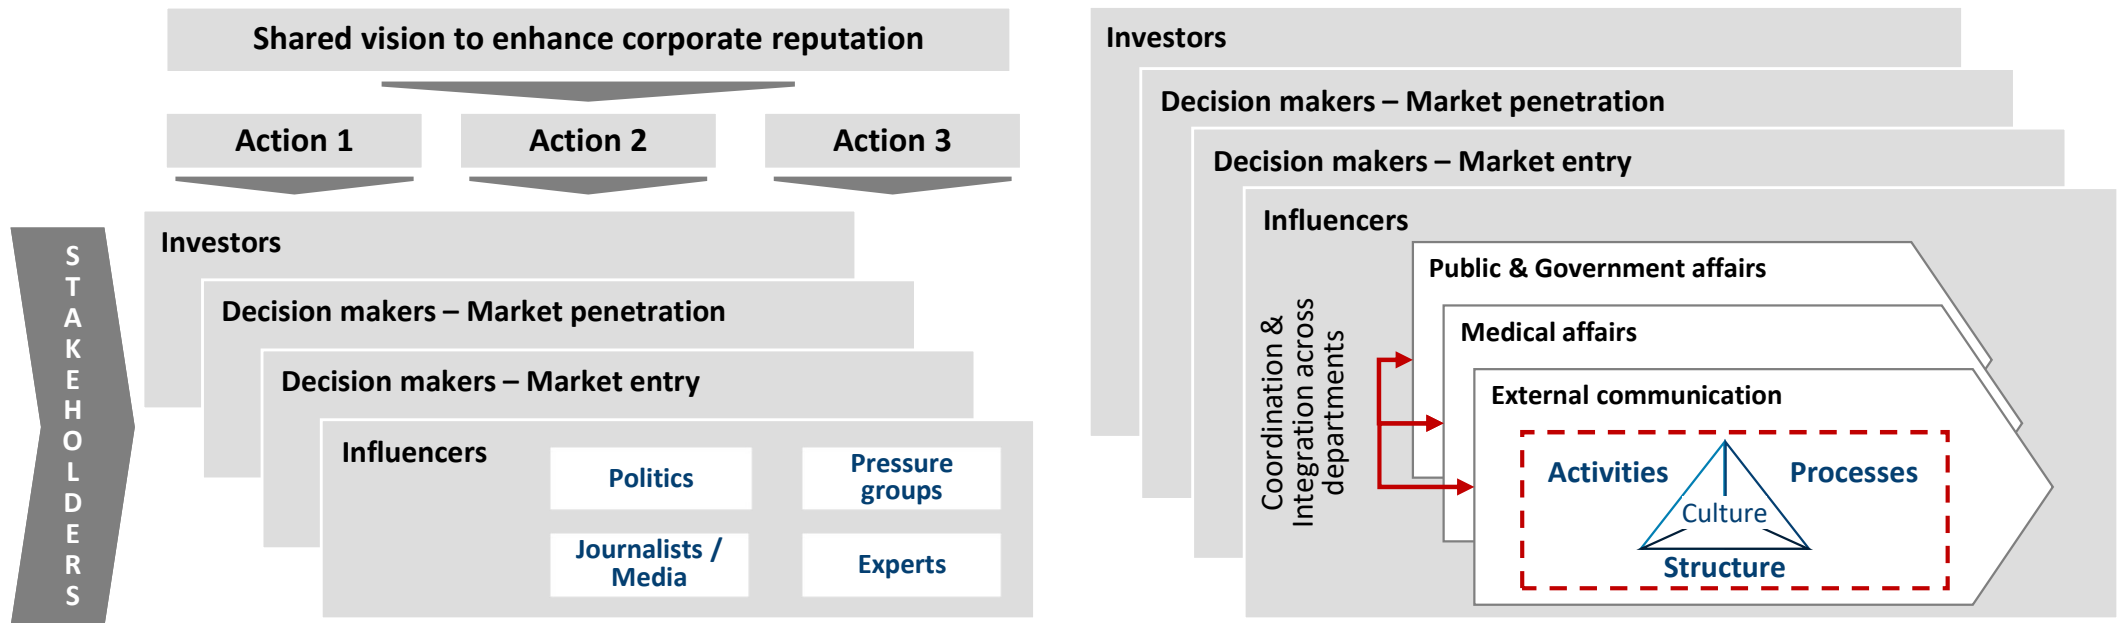 Shared vision to enhance corporate reputation
Action 1
Action 2
Action 3
STAKEHOLDERS
Investors
Decision makers – Market penetration
Decision makers – Market entry
Influencers
Politics
Pressure
groups
Journalists /
Media
Experts
Investors
Decision makers – Market penetration
Decision makers – Market entry
Influencers
Coordination &
Integration across
departments
Public & Government affairs
Medical affairs
External communication
Activities
Processes
Culture
Structure